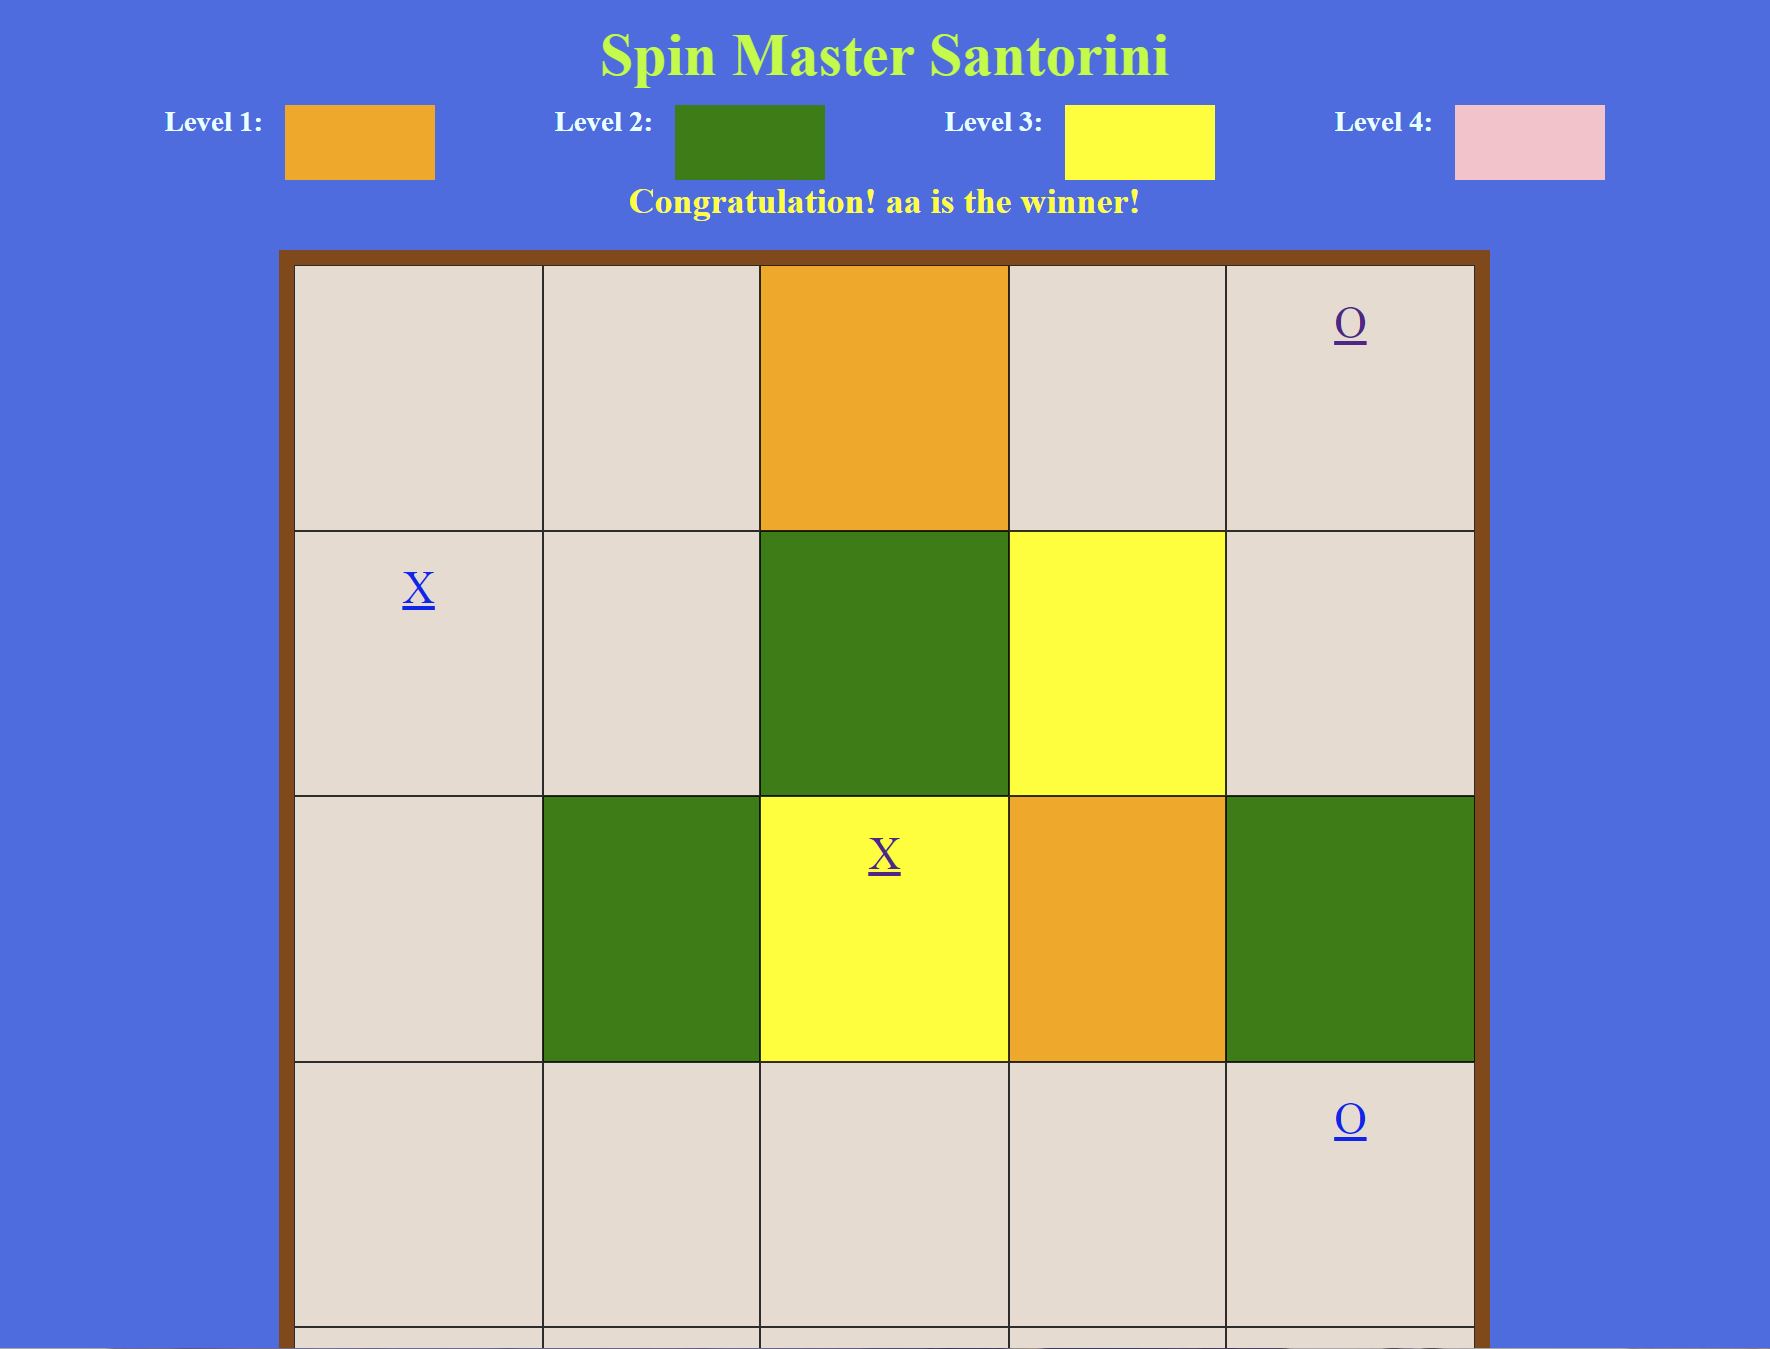 Spin Master Santorini
Level 1: Level 2: Level 3: Level 4:
Congratulation! aa is the winner!
O
X
X
O